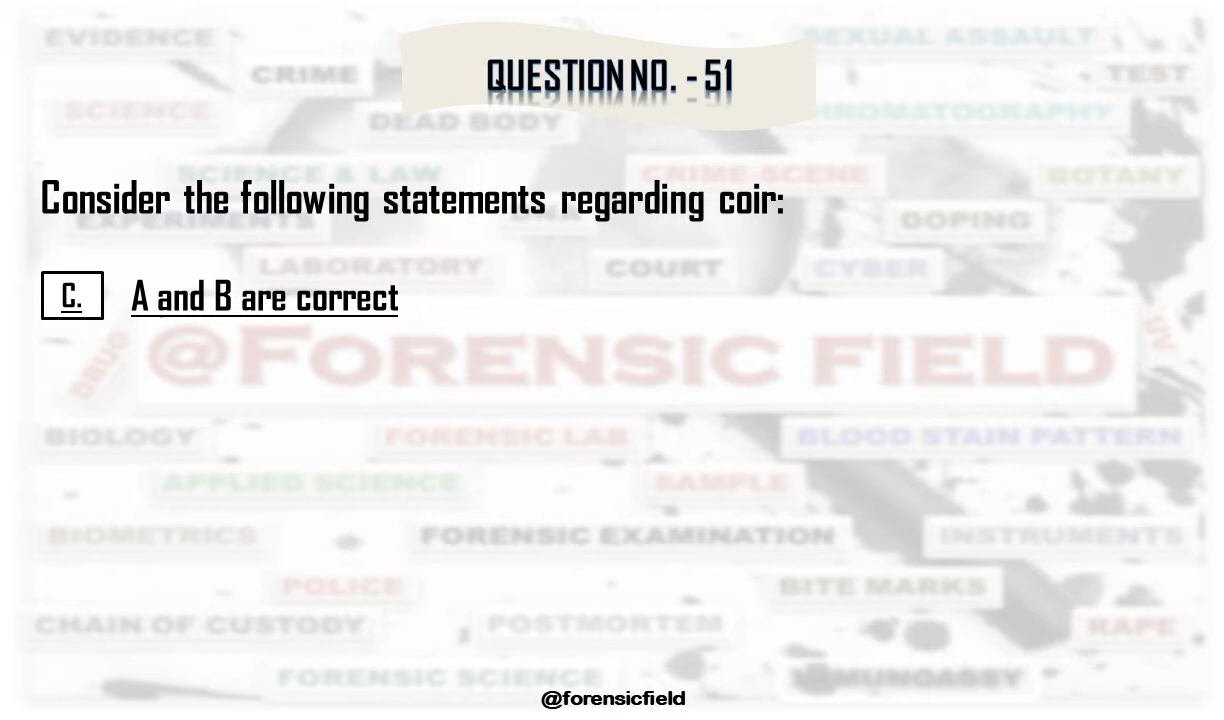 EVIDENCE
SEXUAL ASSAULT
CRIME
QUESTION NO. - 51
TEST
SCIENCE
DEAD BODY
HROMATOGRAPHY
SCIENCE & LAW
CRIME-SCENE
BOTANY
Consider the following statements regarding coir:
EXPERIMENTS
DNA
DOPING
LABORATORY
COURT
CYBER
C. A and B are correct
DRUG
@FORENSIC FIELD
UV
BIOLOGY
FORENSIC LAB
BLOOD STAIN PATTERN
APPLIED SCIENCE
SAMPLE
BIOMETRICS
FORENSIC EXAMINATION
INSTRUMENTS
POLICE
BITE MARKS
CHAIN OF CUSTODY
POSTMORTEM
RAPE
FORENSIC SCIENCE
@forensicfield